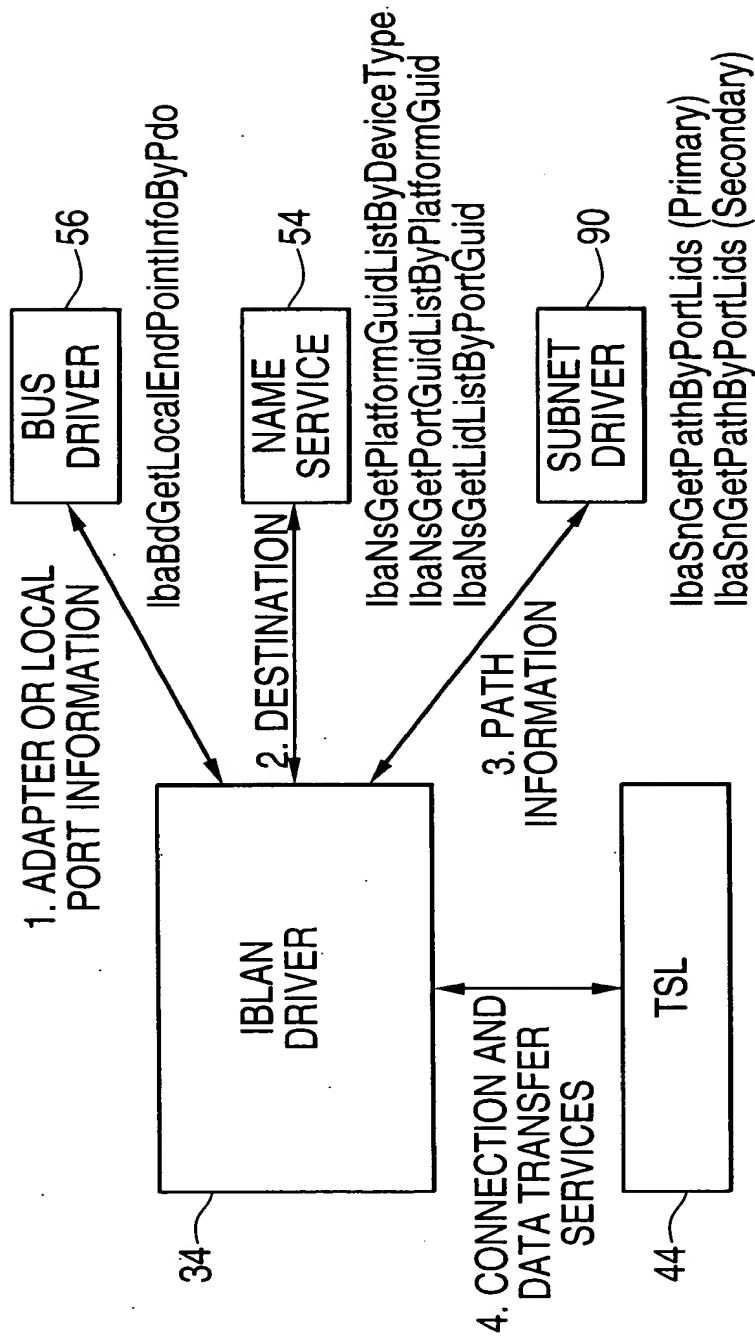 1. ADAPTER OR LOCAL
PORT INFORMATION
BUS
DRIVER
56
IbaBdGetLocalEndPointInfoByPdo
IBLAN
DRIVER
34
2. DESTINATION
NAME
SERVICE
54
IbaNsGetPlatformGuidListByDeviceType
IbaNsGetPortGuidListByPlatformGuid
IbaNsGetLidListByPortGuid
3. PATH
INFORMATION
SUBNET
DRIVER
90
IbaSnGetPathByPortLids (Primary)
IbaSnGetPathByPortLids (Secondary)
4. CONNECTION AND
DATA TRANSFER
SERVICES
TSL
44